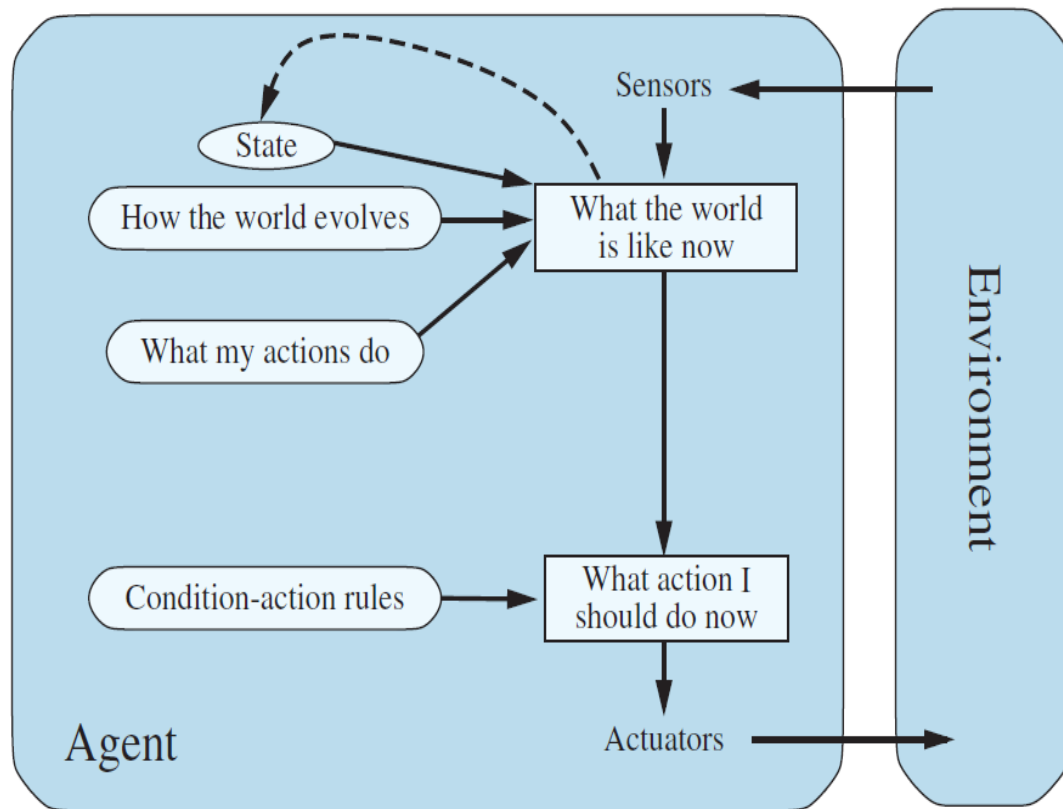 Sensors
State
How the world evolves
What the world
is like now
What my actions do
Environment
Condition-action rules
What action I
should do now
Agent
Actuators